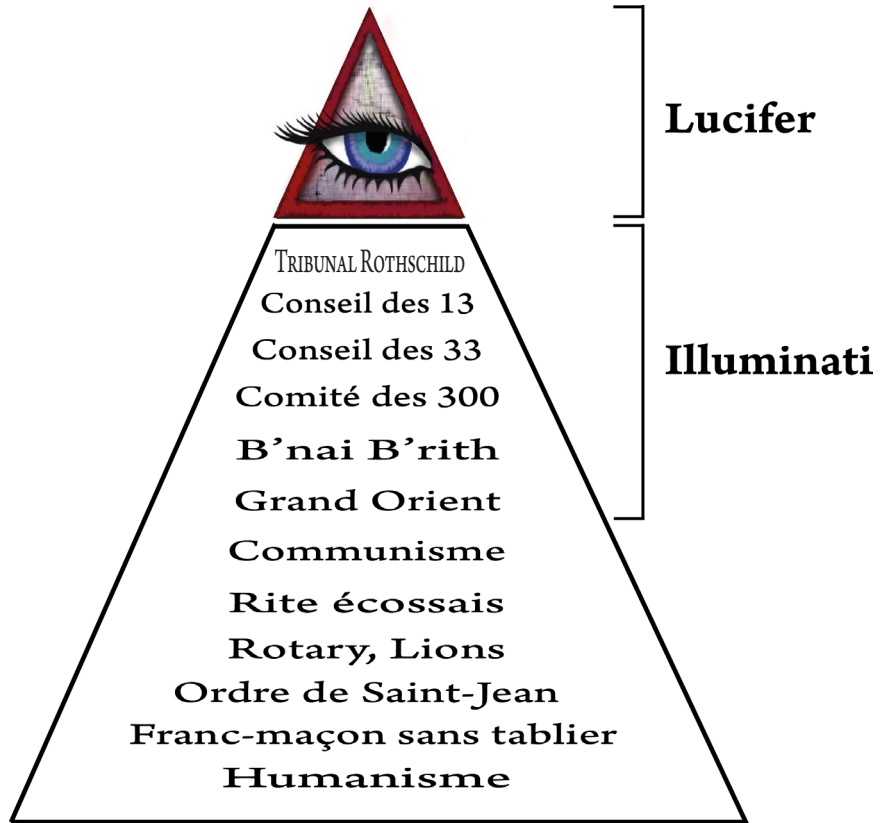 Lucifer
TRIBUNAL ROTHSCHILD
Conseil des 13
Conseil des 33
Illuminati
Comité des 300
B’nai B’rith
Grand Orient
Communisme
Rite écossais
Rotary, Lions
Ordre de Saint-Jean
Franc-maçon sans tablier
Humanisme